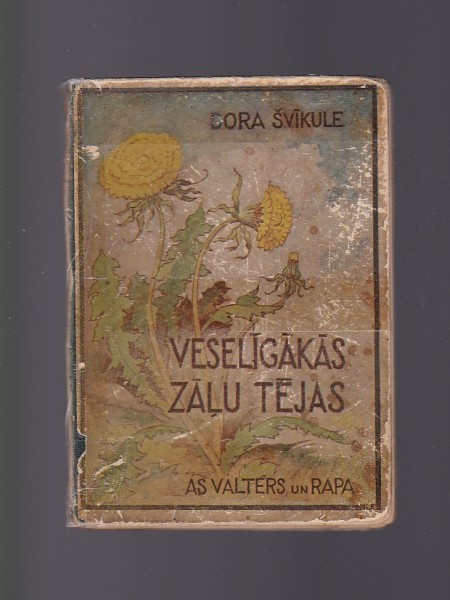 DORA ŠVĪKULE
VESELĪGĀKĀS
ZĀĻU TĒJAS
AS VALTERS UN RAPA